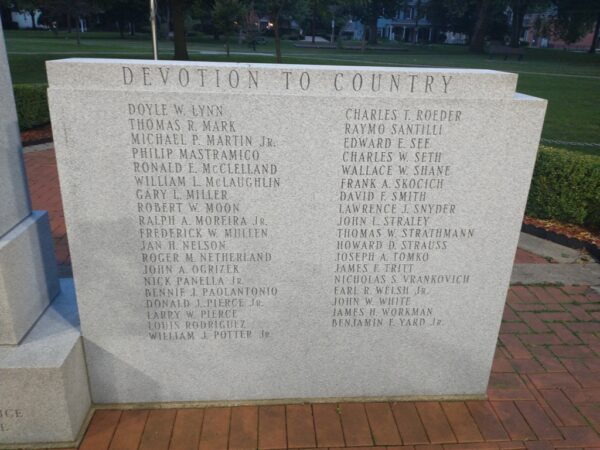 DEVOTION TO COUNTRY
DOYLE W. LYNN
THOMAS R. MARK
MICHAEL P. MARTIN JR.
PHILIP MASTRAMICO
RONALD E. McCLELLAND
WILLIAM L. McLAUGHLIN
GARY L. MILLER
ROBERT W. MOON
RALPH A. MOREIRA JR.
FREDERICK W. MULLEN
JAN H. NELSON
ROGER M. NETHERLAND
JOHN A. OGRIZEK
NICK PANELLA JR.
BENNIE J. PAOLANTONIO
DONALD J. PIERCE JR.
LARRY W. PIERCE
LOUIS RODRIGUEZ
WILLIAM J. POTTER JR.
CHARLES T. ROEDER
RAYMO SANTILLI
EDWARD E. SEE
CHARLES W. SETH
WALLACE W. SHANE
FRANK A. SKOCICH
DAVID F. SMITH
LAWRENCE J. SNYDER
JOHN L. STRALEY
THOMAS W. STRATHMANN
HOWARD D. STRAUSS
JOSEPH A. TOMKO
JAMES F. TRITT
NICHOLAS S. VRANKOVICH
EARL R. WELSH JR.
JOHN W. WHITE
JAMES H. WORKMAN
BENJAMIN F. YARD JR.